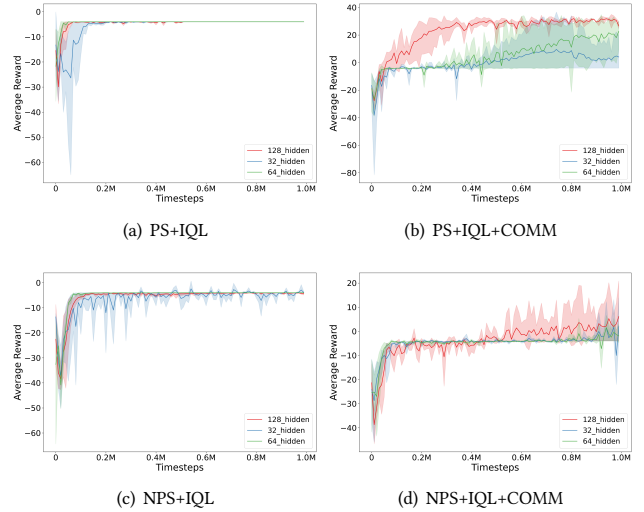 0
−10
−20
−30
−40
−50
−60
Average Reward
128_hidden
32_hidden
64_hidden
0 0.2M 0.4M 0.6M 0.8M 1.0M
Timesteps
(a) PS+IQL
40
20
0
−20
−40
−60
−80
Average Reward
128_hidden
32_hidden
64_hidden
0 0.2M 0.4M 0.6M 0.8M 1.0M
Timesteps
(b) PS+IQL+COMM
0
−10
−20
−30
−40
−50
−60
Average Reward
128_hidden
32_hidden
64_hidden
0 0.2M 0.4M 0.6M 0.8M 1.0M
Timesteps
(c) NPS+IQL
20
10
0
−10
−20
−30
−40
Average Reward
128_hidden
32_hidden
64_hidden
0 0.2M 0.4M 0.6M 0.8M 1.0M
Timesteps
(d) NPS+IQL+COMM